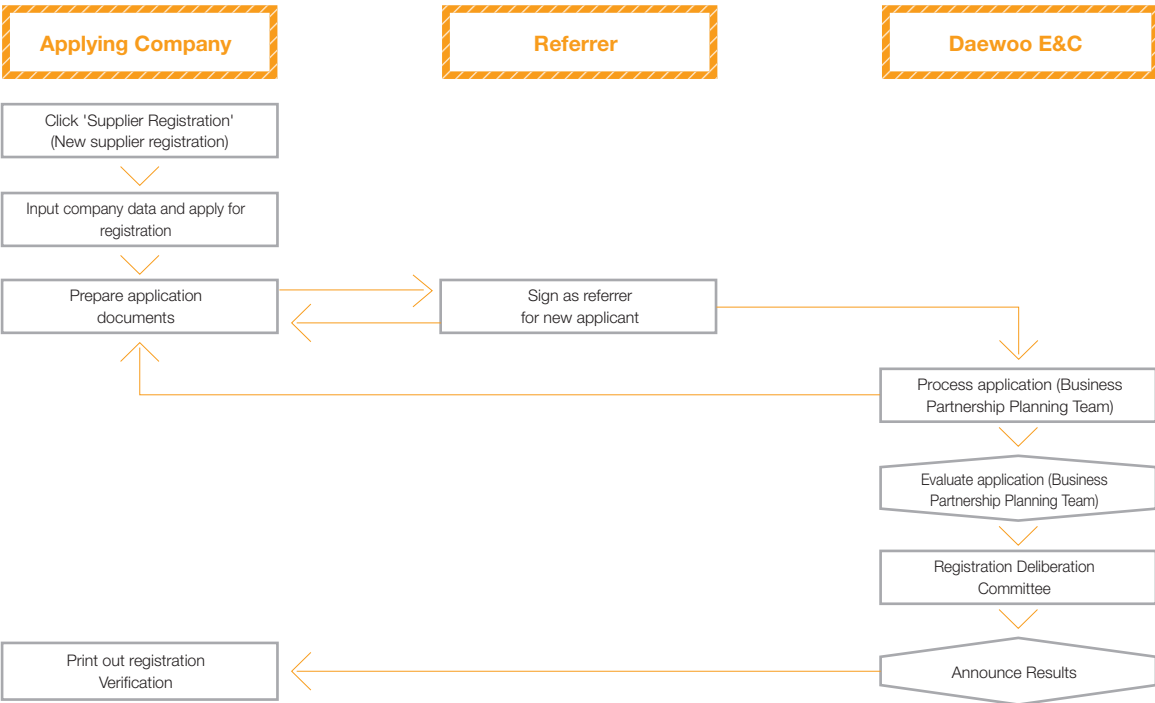 Applying Company
Referrer
Daewoo E&C
Click 'Supplier Registration'
(New supplier registration)
Input company data and apply for
registration
Prepare application
documents
Sign as referrer
for new applicant
Process application (Business
Partnership Planning Team)
Evaluate application (Business
Partnership Planning Team)
Registration Deliberation
Committee
Print out registration
Verification
Announce Results